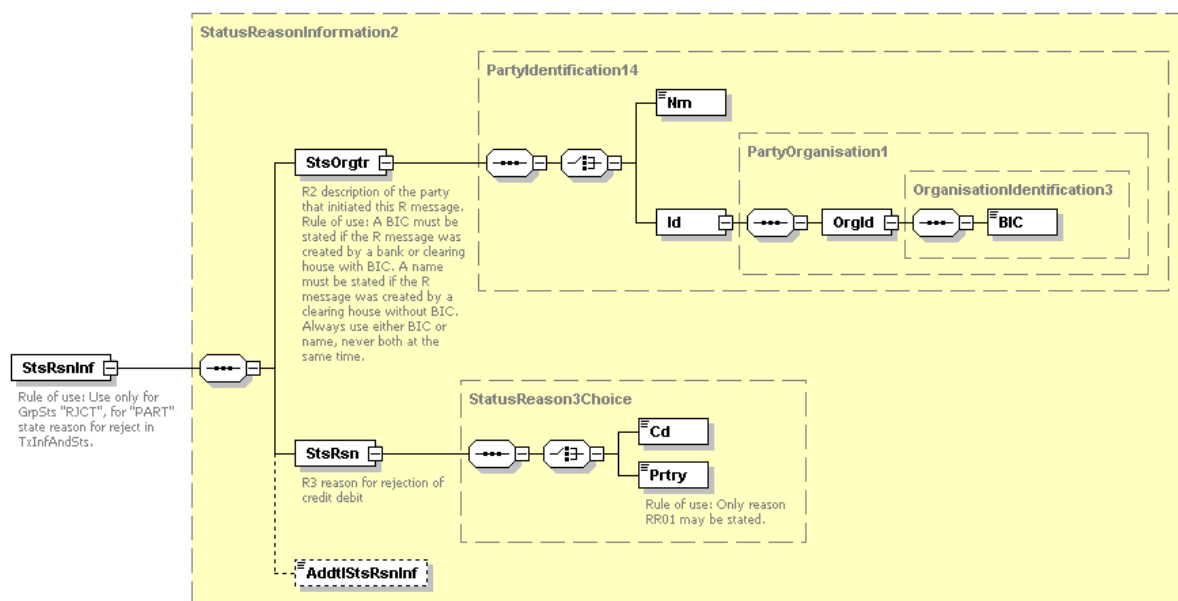 StatusReasonInformation2
PartyIdentification14
Nm
PartyOrganisation1
OrganisationIdentification3
StsOrgtr
R2 description of the party
that initiated this R message.
Rule of use: A BIC must be
stated if the R message was
created by a bank or clearing
house with BIC. A name
must be stated if the R
message was created by a
clearing house without BIC.
Always use either BIC or
name, never both at the
same time.
Id
OrgId
BIC
StsRsnInf
Rule of use: Use only for
GrpSts "RJCT", for "PART"
state reason for reject in
TxInfAndSts.
StatusReason3Choice
StsRsn
R3 reason for rejection of
credit debit
Cd
Prtry
Rule of use: Only reason
RR01 may be stated.
AddtlStsRsnInf